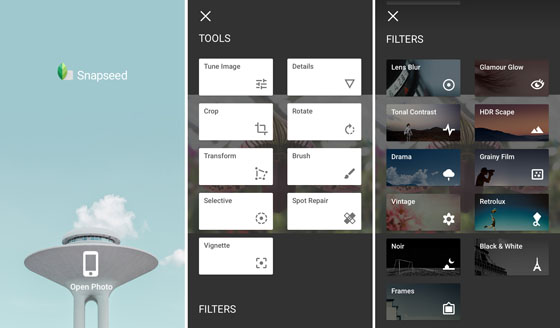 Snapseed
Open Photo
TOOLS
Tune Image
Details
Crop
Rotate
Transform
Brush
Selective
Spot Repair
Vignette
FILTERS
FILTERS
Lens Blur
Glamour Glow
Tonal Contrast
HDR Scape
Drama
Grainy Film
Vintage
Retrolux
Noir
Black & White
Frames